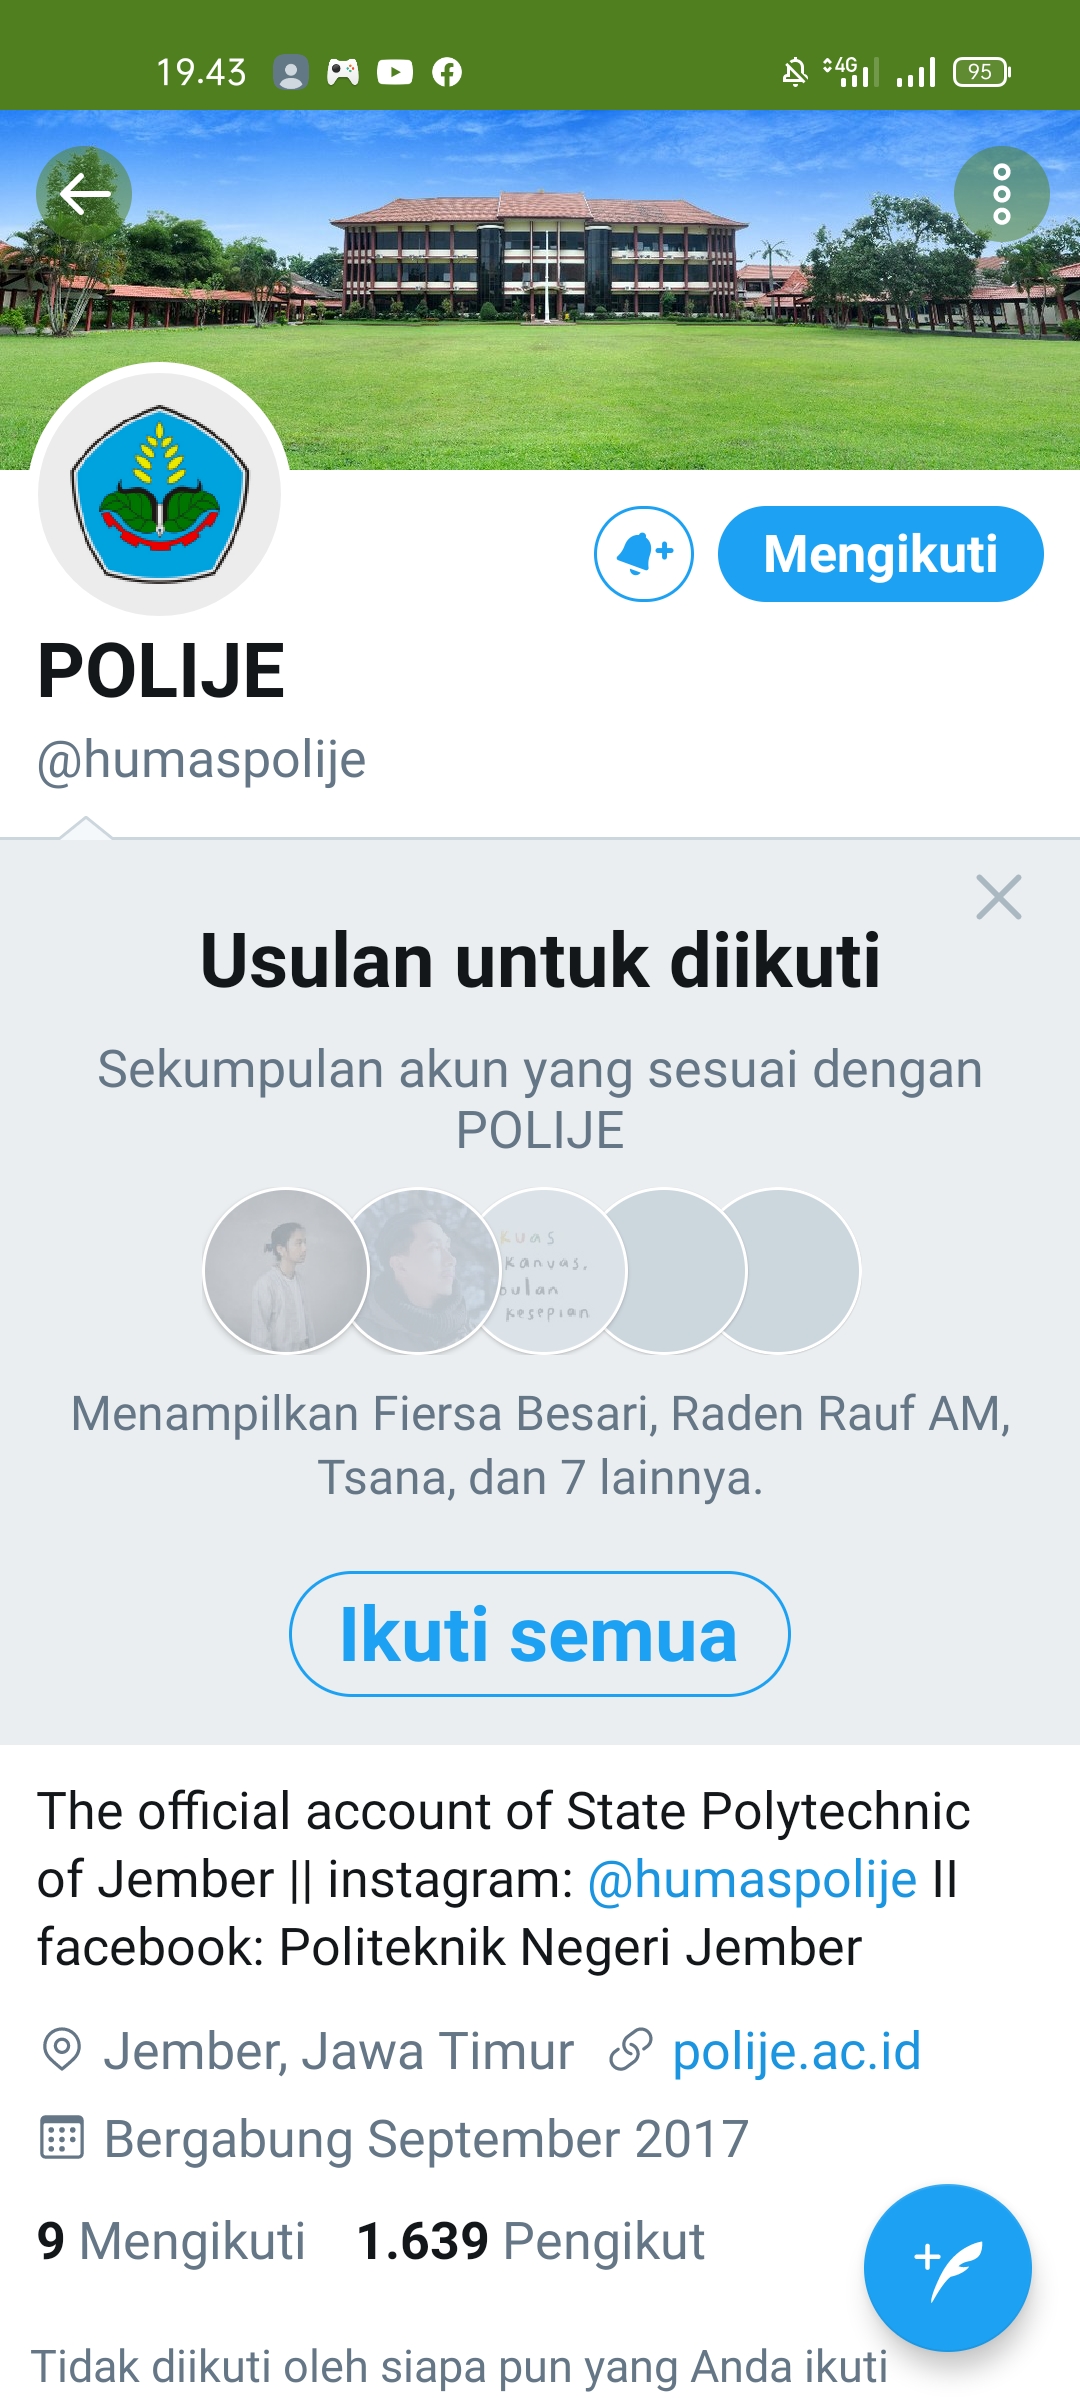 19.43
4G
95
Mengikuti
POLIJE
@humaspolije
Usulan untuk diikuti
Sekumpulan akun yang sesuai dengan
POLIJE
KUAS
kanvas,
bulan
kesepian
Menampilkan Fiersa Besari, Raden Rauf AM,
Tsana, dan 7 lainnya.
Ikuti semua
The official account of State Polytechnic
of Jember || instagram: @humaspolije II
facebook: Politeknik Negeri Jember
Jember, Jawa Timur polije.ac.id
Bergabung September 2017
9 Mengikuti 1.639 Pengikut
Tidak diikuti oleh siapa pun yang Anda ikuti